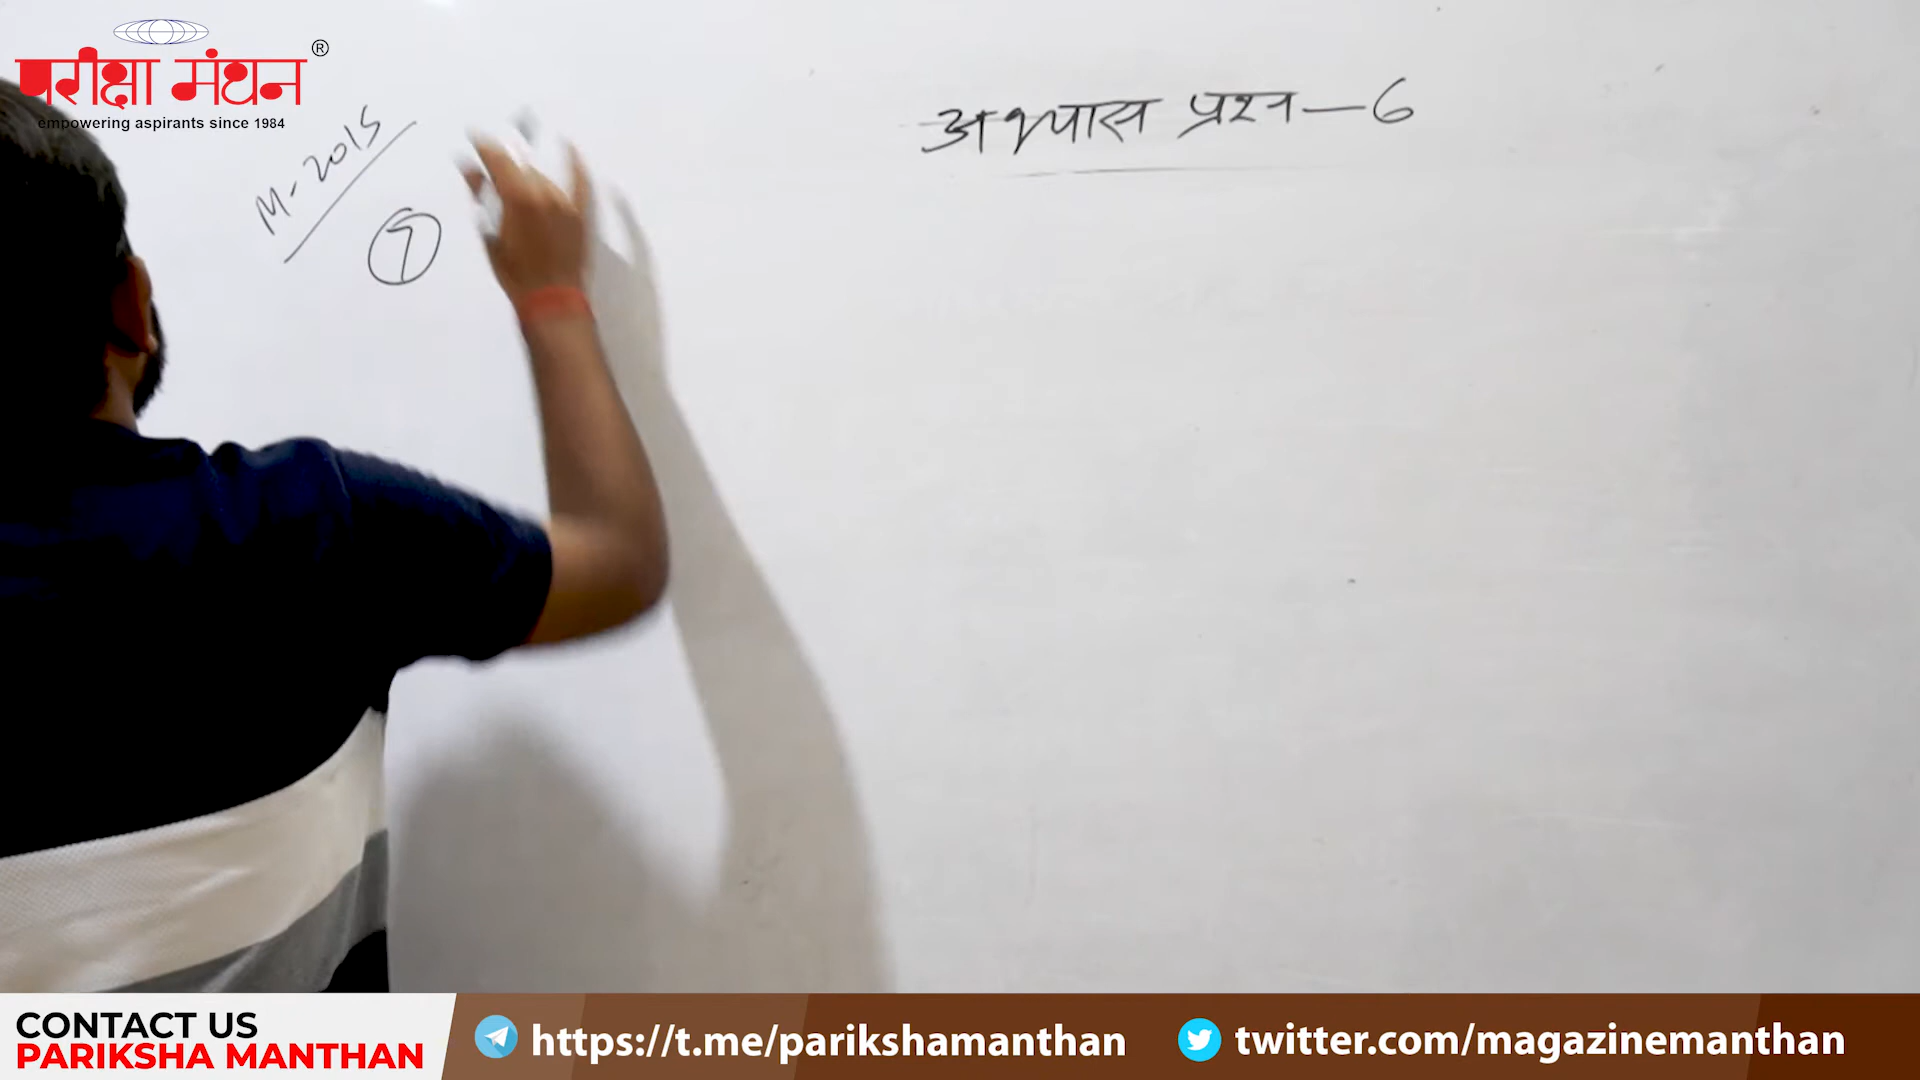 परीक्षा मंथन ®
empowering aspirants since 1984
M-2015
अभ्यास प्रश्न-6
CONTACT US
PARIKSHA MANTHAN
https://t.me/parikshamanthan
twitter.com/magazinemanthan